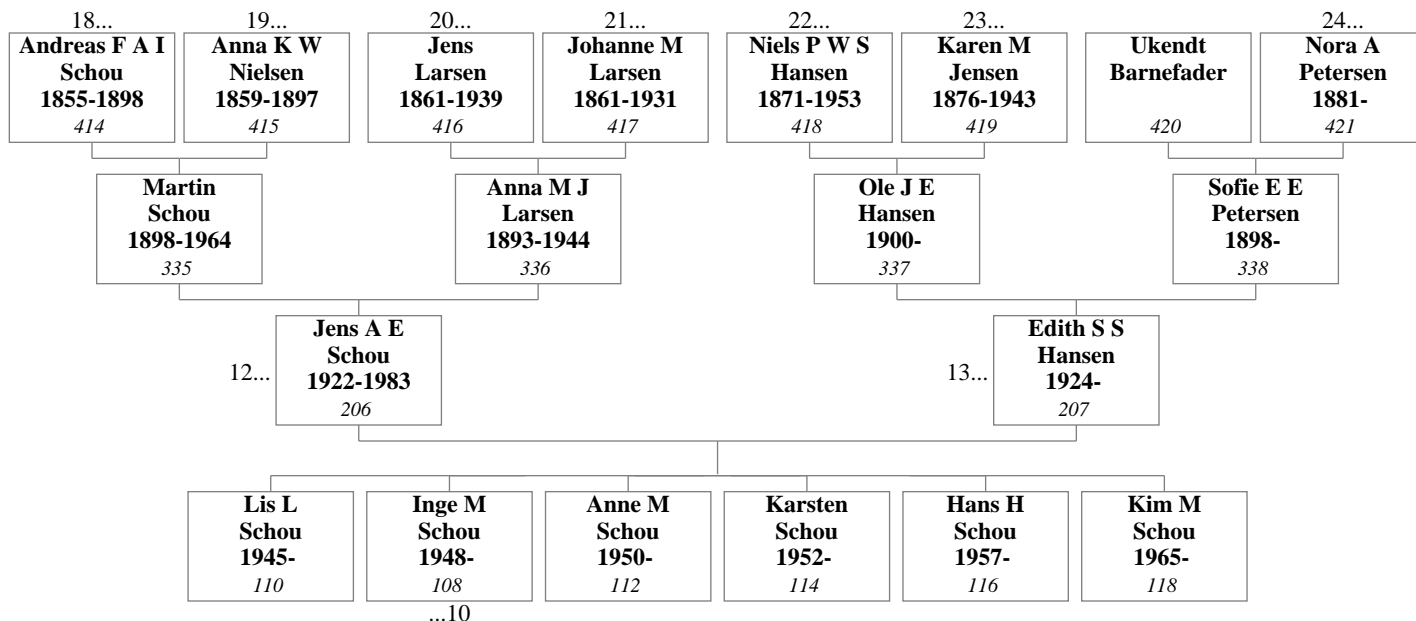 18...
19...
20...
21...
22...
23...
24...
Andreas F A I
Schou
1855-1898
414
Anna K W
Nielsen
1859-1897
415
Jens
Larsen
1861-1939
416
Johanne M
Larsen
1861-1931
417
Niels P W S
Hansen
1871-1953
418
Karen M
Jensen
1876-1943
419
Ukendt
Barnefader
420
Nora A
Petersen
1881-
421
Martin
Schou
1898-1964
335
Anna M J
Larsen
1893-1944
336
Ole J E
Hansen
1900-
337
Sofie E E
Petersen
1898-
338
12...
Jens A E
Schou
1922-1983
206
13...
Edith S S
Hansen
1924-
207
Lis L
Schou
1945-
110
Inge M
Schou
1948-
108
Anne M
Schou
1950-
112
Karsten
Schou
1952-
114
Hans H
Schou
1957-
116
Kim M
Schou
1965-
118
...10